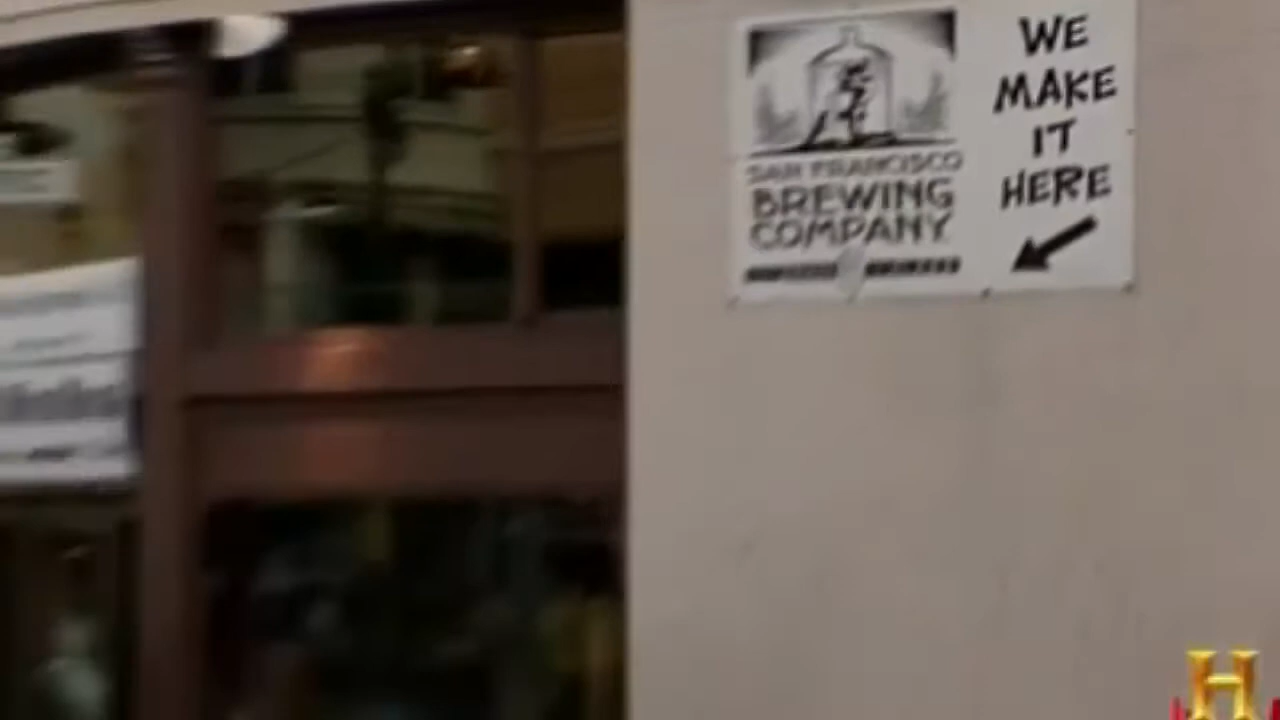 SAN FRANCISCO
BREWING
COMPANY
WE
MAKE
IT
HERE
H